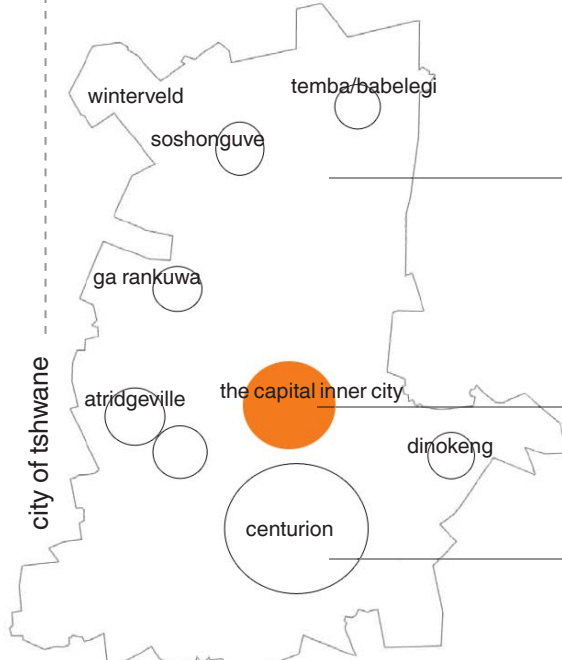 temba/babelegi
winterveld
soshonguve
ga rankuwa
the capital inner city
atridgeville
dinokeng
centurion
city of tshwane